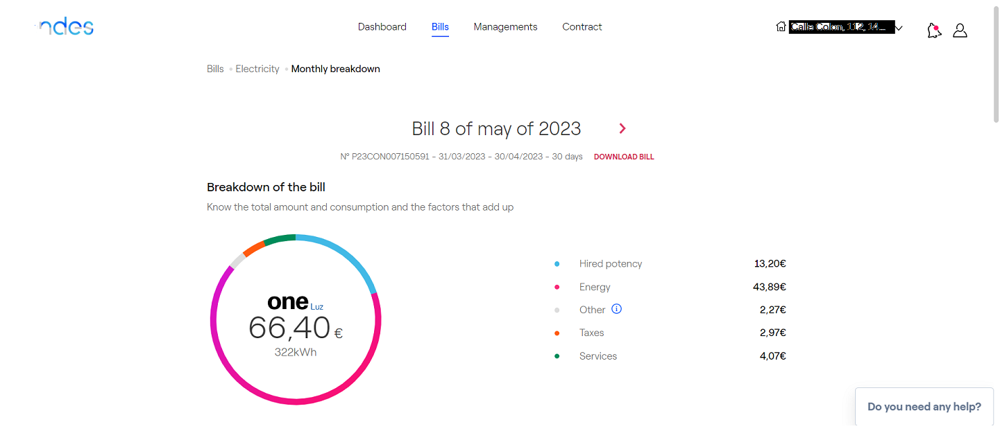 ndes
Dashboard Bills Managements Contract
Calle Colon, 112, 14...
Bills Electricity Monthly breakdown
Bill 8 of may of 2023
N° P23CON007150591 - 31/03/2023 - 30/04/2023 - 30 days DOWNLOAD BILL
Breakdown of the bill
Know the total amount and consumption and the factors that add up
one Luz
66,40 €
322kWh
Hired potency 13,20€
Energy 43,89€
Other 2,27€
Taxes 2,97€
Services 4,07€
Do you need any help?